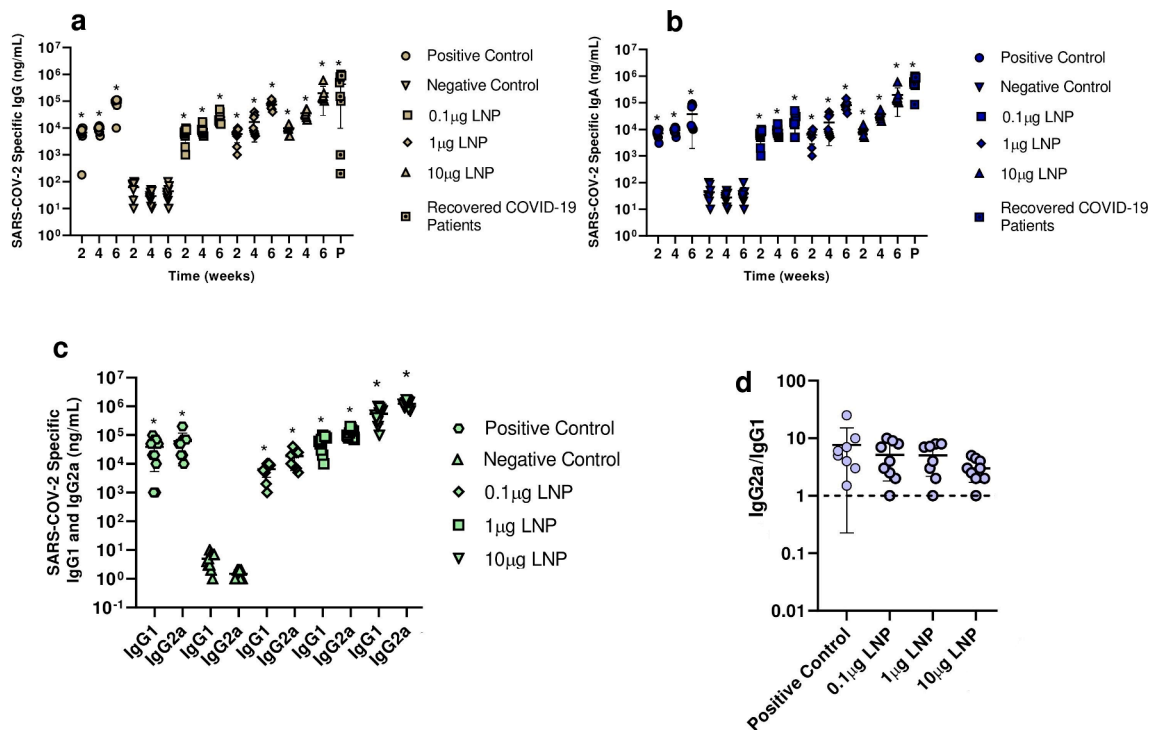 a
SARS-COV-2 Specific IgG (ng/mL)
10⁷
10⁶
10⁵
10⁴
10³
10²
10¹
10⁰
* * * * * * * * * * * * *
2 4 6 2 4 6 2 4 6 2 4 6 2 4 6 P
Time (weeks)
Positive Control
Negative Control
0.1μg LNP
1μg LNP
10μg LNP
Recovered COVID-19
Patients
b
SARS-COV-2 Specific IgA (ng/mL)
10⁷
10⁶
10⁵
10⁴
10³
10²
10¹
10⁰
* * * * * * * * * * * * *
2 4 6 2 4 6 2 4 6 2 4 6 2 4 6 P
Time (weeks)
Positive Control
Negative Control
0.1μg LNP
1μg LNP
10μg LNP
Recovered COVID-19
Patients
c
SARS-COV-2 Specific
IgG1 and IgG2a (ng/mL)
10⁷
10⁶
10⁵
10⁴
10³
10²
10¹
10⁰
10⁻¹
* * * * * * * *
IgG1 IgG2a IgG1 IgG2a IgG1 IgG2a IgG1 IgG2a IgG1 IgG2a
Positive Control
Negative Control
0.1μg LNP
1μg LNP
10μg LNP
d
IgG2a/IgG1
100
10
1
0.1
0.01
Positive Control
0.1μg LNP
1μg LNP
10μg LNP